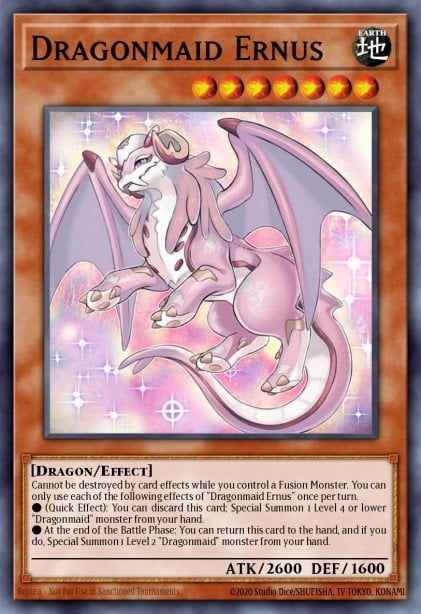 DRAGONMAID ERNUS
EARTH
地
[DRAGON/EFFECT]
Cannot be destroyed by card effects while you control a Fusion Monster. You can
only use each of the following effects of "Dragonmaid Ernus" once per turn.
● (Quick Effect): You can discard this card; Special Summon 1 Level 4 or lower
"Dragonmaid" monster from your hand.
● At the end of the Battle Phase: You can return this card to the hand, and if you
do, Special Summon 1 Level 2 "Dragonmaid" monster from your hand.
ATK/2600 DEF/1600
Replica - Not For Use in Sanctioned Tournaments
©2020 Studio Dice/SHUEISHA, TV TOKYO, KONAMI